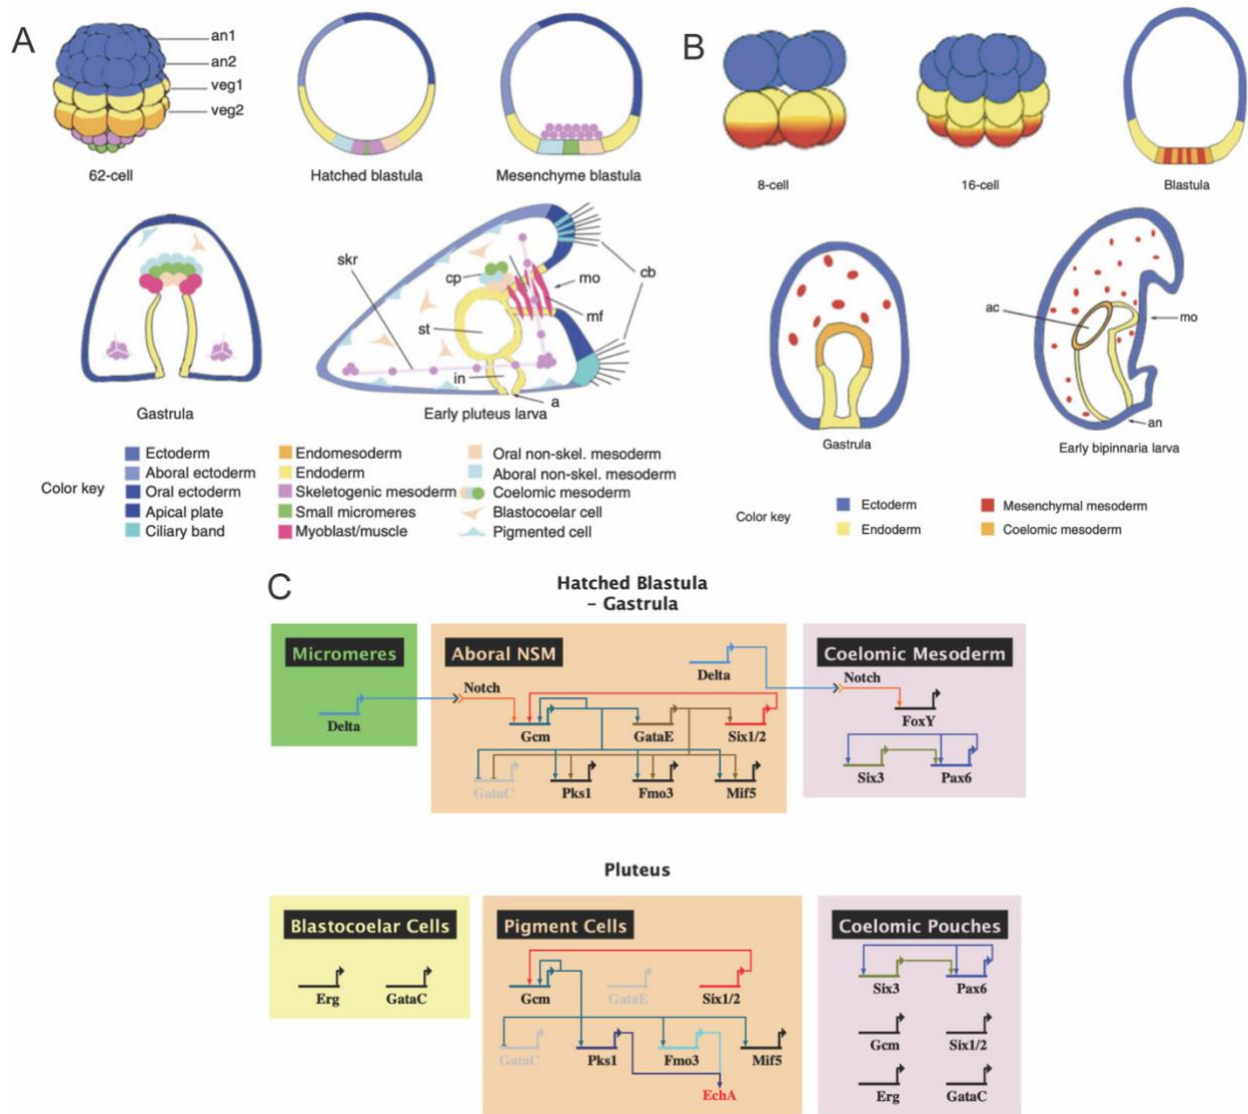 A
an1
an2
veg1
veg2
62-cell
Hatched blastula
Mesenchyme blastula
skr
cp
st
in
mo
mf
cb
a
Gastrula
Early pluteus larva
Color key
Ectoderm
Aboral ectoderm
Oral ectoderm
Apical plate
Ciliary band
Endomesoderm
Endoderm
Skeletogenic mesoderm
Small micromeres
Myoblast/muscle
Oral non-skel. mesoderm
Aboral non-skel. mesoderm
Coelomic mesoderm
Blastocoelar cell
Pigmented cell
B
8-cell
16-cell
Blastula
ac
mo
an
Gastrula
Early bipinnaria larva
Color key
Ectoderm
Endoderm
Mesenchymal mesoderm
Coelomic mesoderm
C
Hatched Blastula
– Gastrula
Micromeres
Delta
Aboral NSM
Delta
Notch
Gcm
GataE
Six1/2
GataC
Pks1
Fmo3
Mif5
Coelomic Mesoderm
Notch
FoxY
Six3
Pax6
Pluteus
Blastocoelar Cells
Erg
GataC
Pigment Cells
Gcm
GataE
Six1/2
GataC
Pks1
Fmo3
Mif5
EchA
Coelomic Pouches
Six3
Pax6
Gcm
Six1/2
Erg
GataC